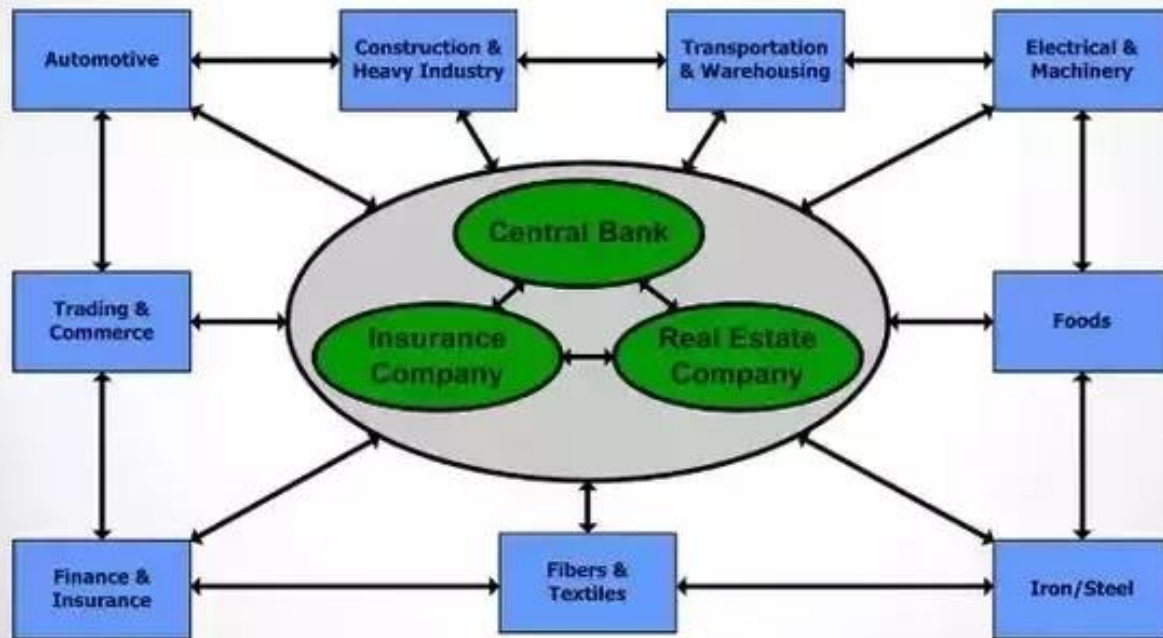 Automotive
Construction &
Heavy Industry
Transportation
& Warehousing
Electrical &
Machinery
Central Bank
Trading &
Commerce
Insurance
Company
Real Estate
Company
Foods
Finance &
Insurance
Fibers &
Textiles
Iron/Steel